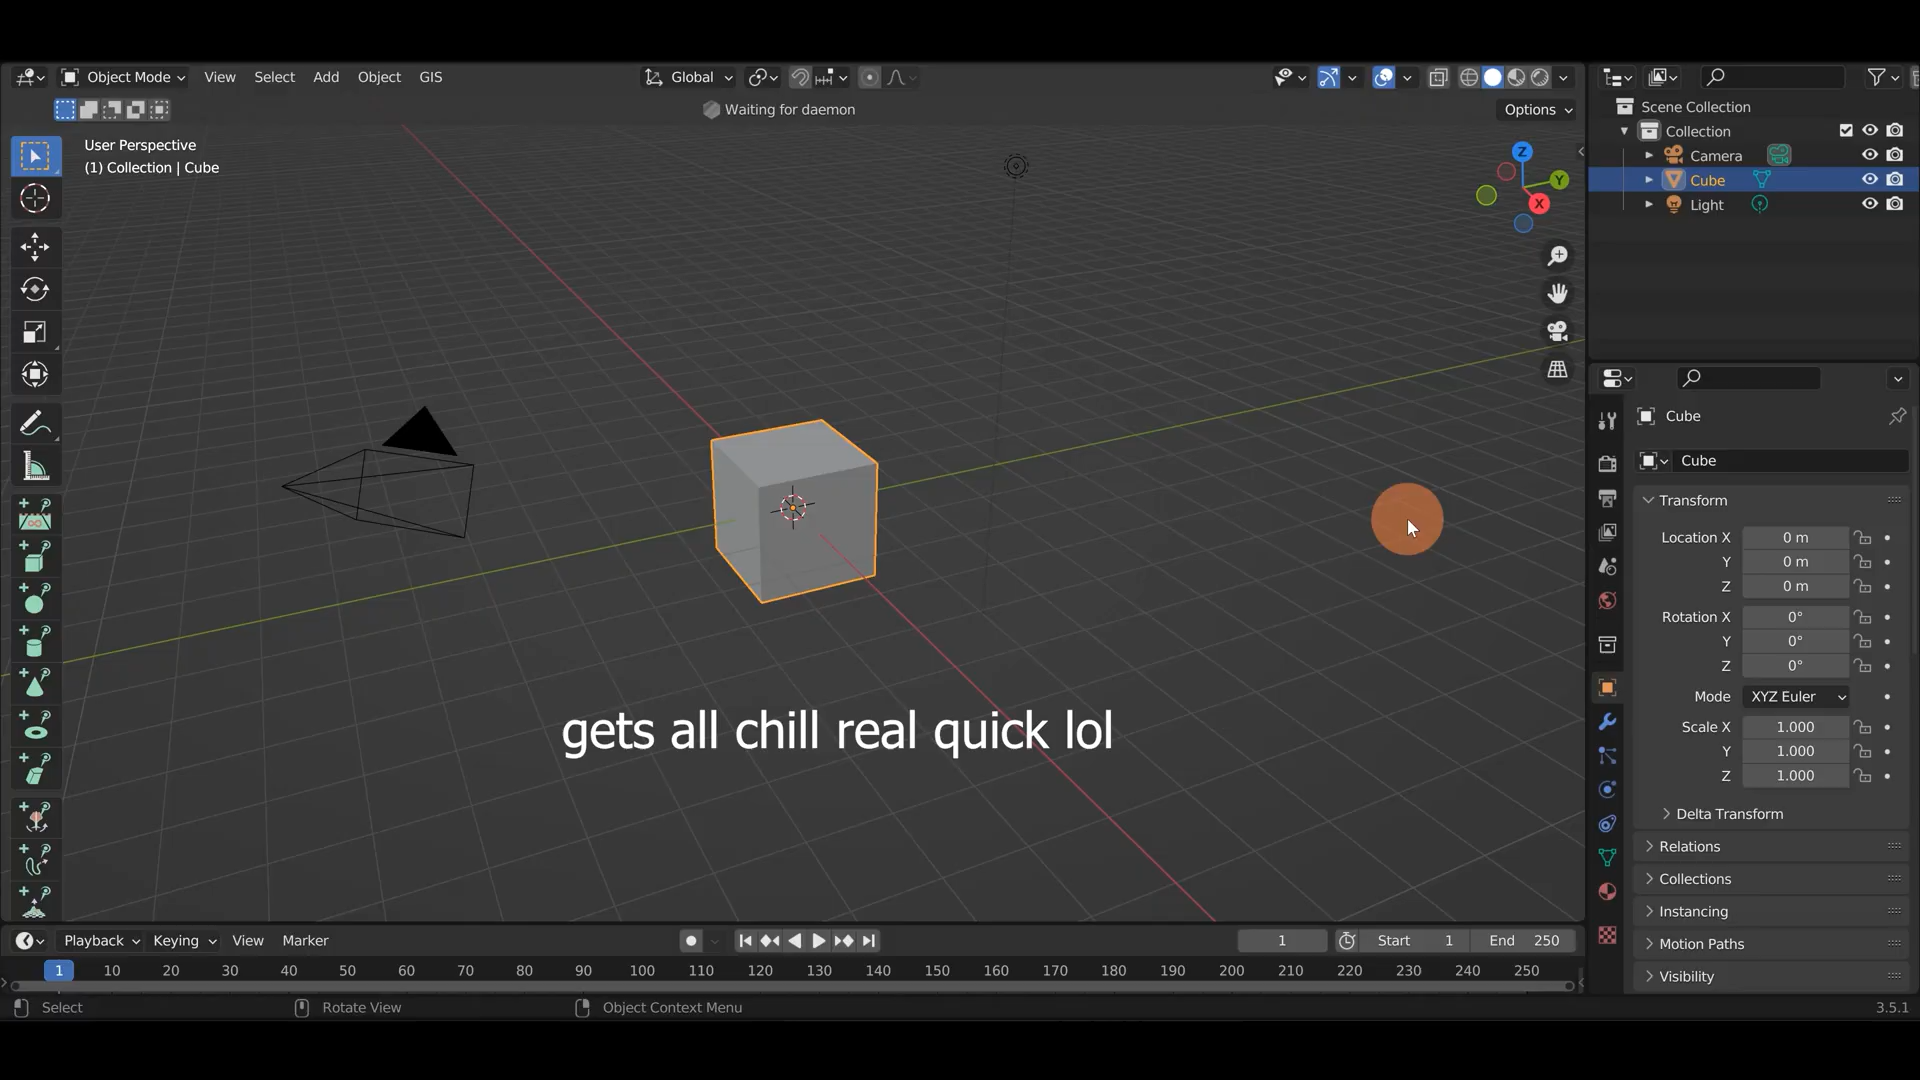 Object Mode View Select Add Object GIS Global
Waiting for daemon
Options
User Perspective
(1) Collection | Cube
Z
Y
X
gets all chill real quick lol
Scene Collection
Collection
Camera
Cube
Light
Cube
Cube
Transform
Location X 0 m
Y 0 m
Z 0 m
Rotation X 0°
Y 0°
Z 0°
Mode XYZ Euler
Scale X 1.000
Y 1.000
Z 1.000
Delta Transform
Relations
Collections
Instancing
Motion Paths
Visibility
Playback Keying View Marker 1 Start 1 End 250
1 10 20 30 40 50 60 70 80 90 100 110 120 130 140 150 160 170 180 190 200 210 220 230 240 250
Select Rotate View Object Context Menu 3.5.1